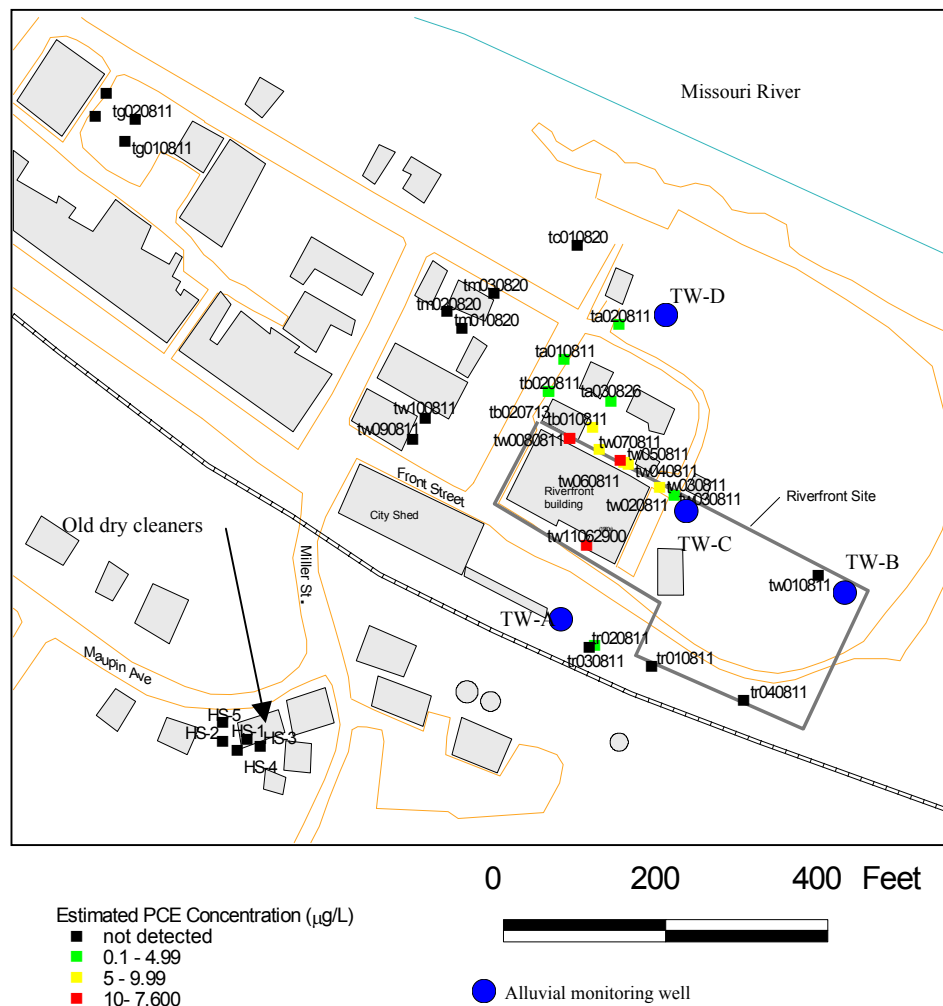 Missouri River
tg020811
tg010811
tc010820
tm030820
tm020820
tm010820
TW-D
ta020811
ta010811
tb020811
ta030826
tw100811
tb020713
tb010811
tw090811
tw0080811
tw070811
tw050811
tw040811
tw060811
tw030811
tw020811
tw030811
Riverfront Site
Front Street
Riverfront
building
City Shed
Old dry cleaners
tw11062900
TW-C
TW-B
tw010811
Miller St.
TW-A
tr020811
tr030811
tr010811
tr040811
Maupin Ave
HS-5
HS-2
HS-1
HS-3
HS-4
0 200 400 Feet
Estimated PCE Concentration (μg/L)
not detected
0.1 - 4.99
5 - 9.99
10- 7.600
Alluvial monitoring well